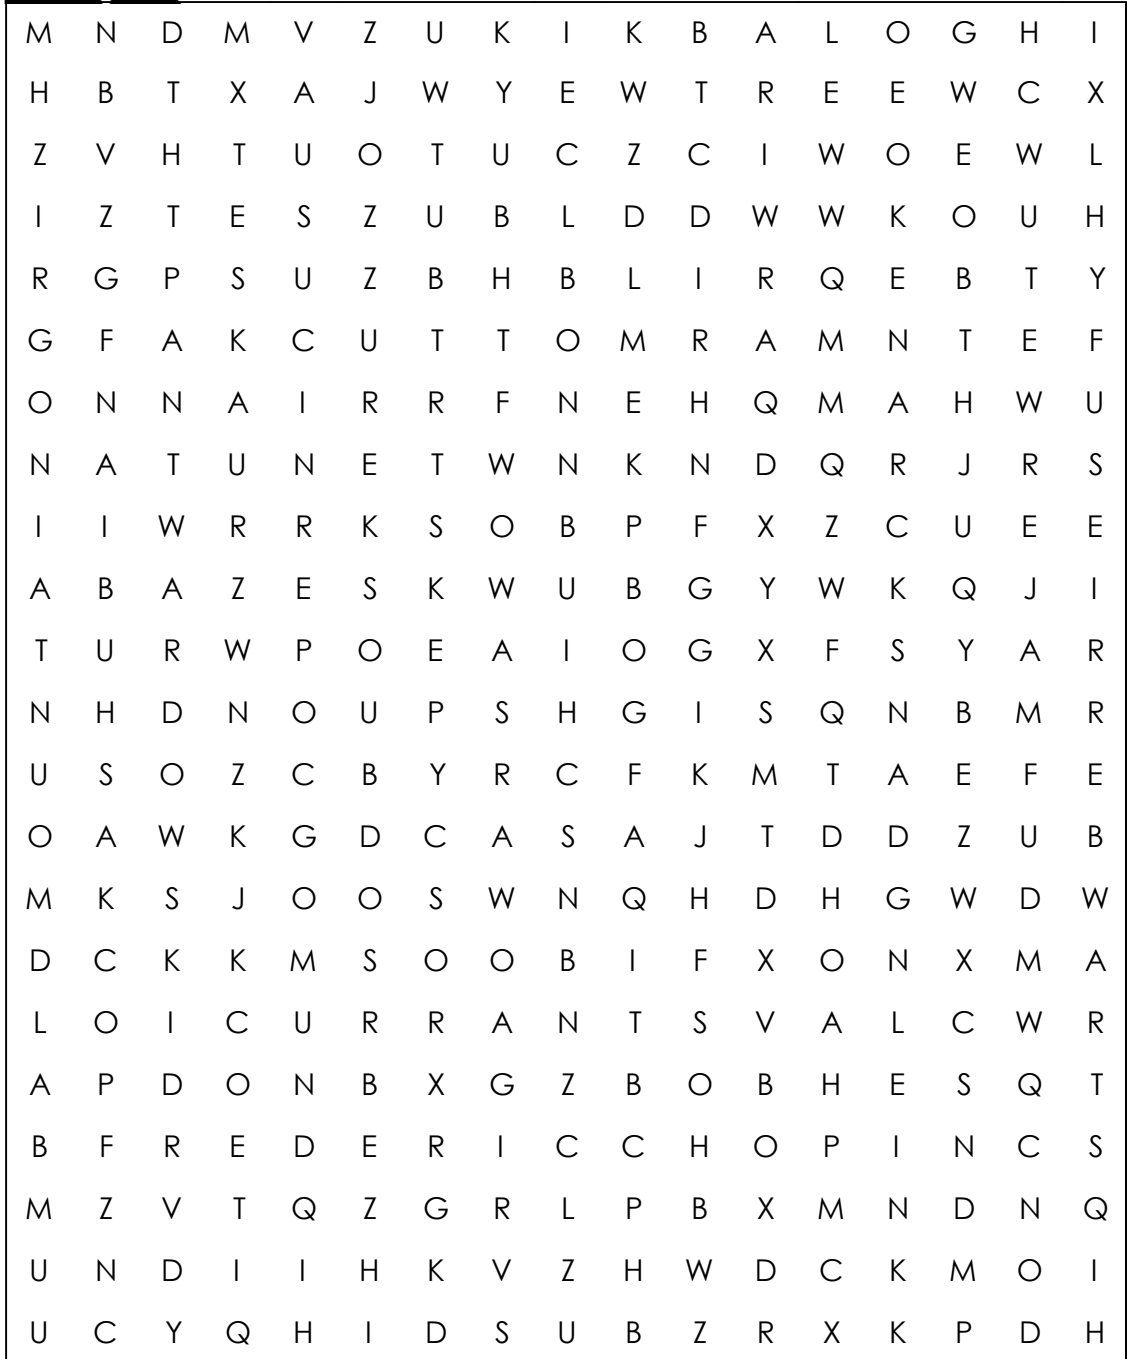 M N D M V Z U K I K B A L O G H I
H B T X A J W Y E W T R E E W C X
Z V H T U O T U C Z C I W O E W L
I Z T E S Z U B L D D W W K O U H
R G P S U Z B H B L I R Q E B T Y
G F A K C U T T O M R A M N T E F
O N N A I R R F N E H Q M A H W U
N A T U N E T W N K N D Q R J R S
I I W R R K S O B P F X Z C U E E
A B A Z E S K W U B G Y W K Q J I
T U R W P O E A I O G X F S Y A R
N H D N O U P S H G I S Q N B M R
U S O Z C B Y R C F K M T A E F E
O A W K G D C A S A J T D D Z U B
M K S J O O S W N Q H D H G W D W
D C K K M S O O B I F X O N X M A
L O I C U R R A N T S V A L C W R
A P D O N B X G Z B O B H E S Q T
B F R E D E R I C C H O P I N C S
M Z V T Q Z G R L P B X M N D N Q
U N D I I H K V Z H W D C K M O I
U C Y Q H I D S U B Z R X K P D H